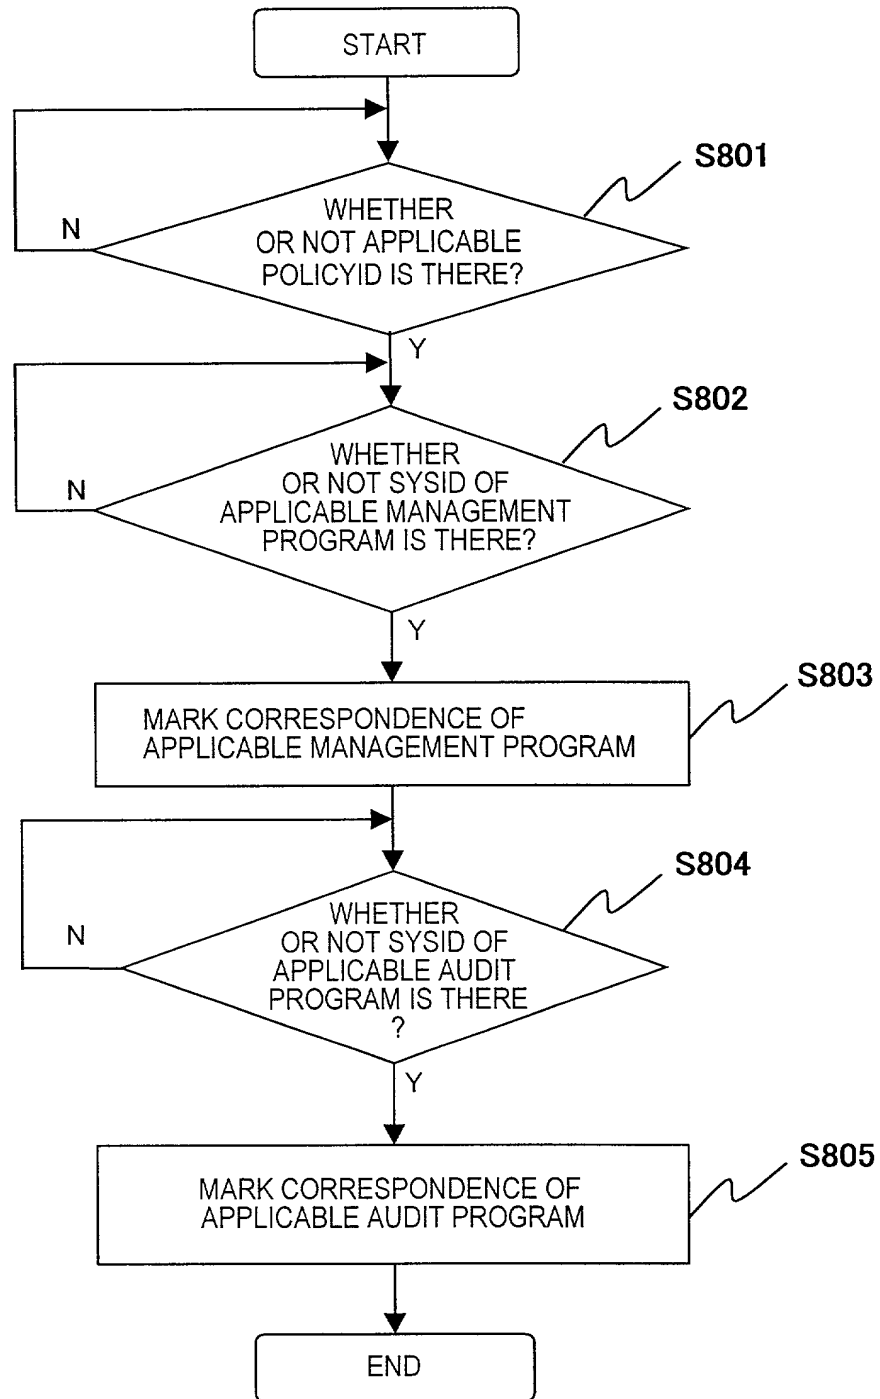 START
S801
WHETHER
OR NOT APPLICABLE
POLICYID IS THERE?
N
Y
S802
WHETHER
OR NOT SYSID OF
APPLICABLE MANAGEMENT
PROGRAM IS THERE?
N
Y
S803
MARK CORRESPONDENCE OF
APPLICABLE MANAGEMENT PROGRAM
S804
WHETHER
OR NOT SYSID OF
APPLICABLE AUDIT
PROGRAM IS THERE
?
N
Y
S805
MARK CORRESPONDENCE OF
APPLICABLE AUDIT PROGRAM
END